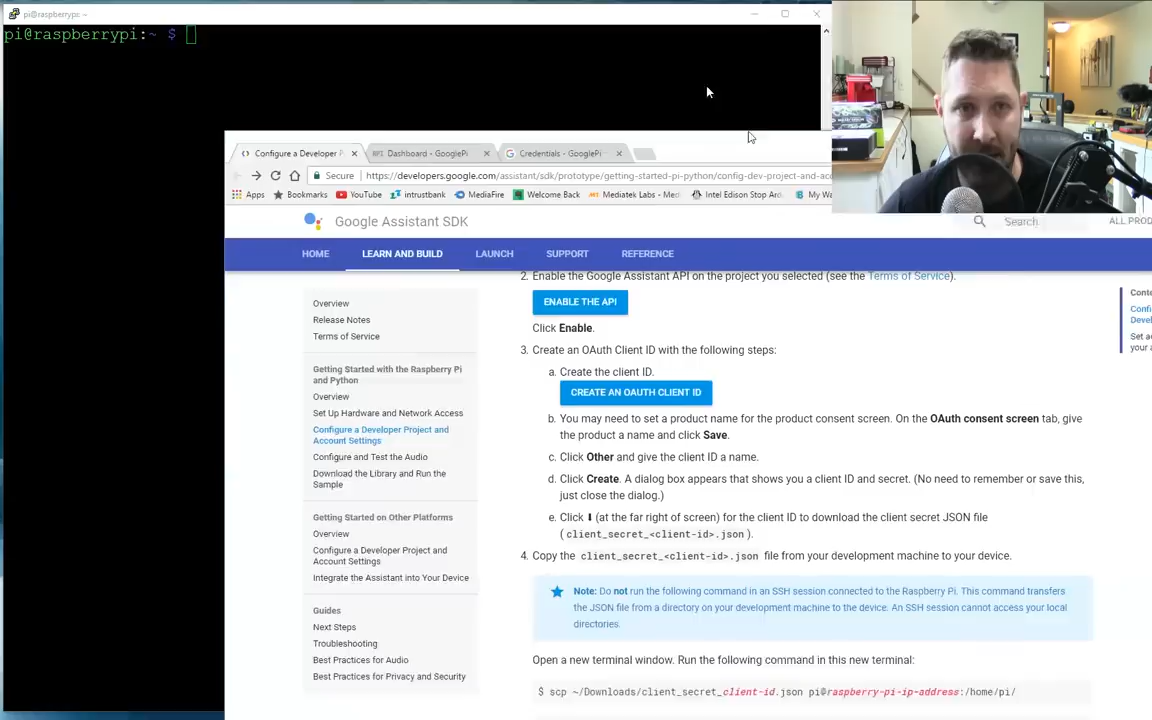 pi@raspberrypi: ~
pi@raspberrypi:~ $
Configure a Developer P
Dashboard - GooglePi
Credentials - GooglePi
Secure
https://developers.google.com/assistant/sdk/prototype/getting-started-pi-python/config-dev-project-and-acc
Apps
Bookmarks
YouTube
intrustbank
MediaFire
Welcome Back
Mediatek Labs - Med
Intel Edison Stop Ard
My Wa
Google Assistant SDK
Search
ALL PROD
HOME
LEARN AND BUILD
LAUNCH
SUPPORT
REFERENCE
Overview
Release Notes
Terms of Service
Getting Started with the Raspberry Pi
and Python
Overview
Set Up Hardware and Network Access
Configure a Developer Project and
Account Settings
Configure and Test the Audio
Download the Library and Run the
Sample
Getting Started on Other Platforms
Overview
Configure a Developer Project and
Account Settings
Integrate the Assistant into Your Device
Guides
Next Steps
Troubleshooting
Best Practices for Audio
Best Practices for Privacy and Security
2. Enable the Google Assistant API on the project you selected (see the Terms of Service).
ENABLE THE API
Click Enable.
3. Create an OAuth Client ID with the following steps:
a. Create the client ID.
CREATE AN OAUTH CLIENT ID
b. You may need to set a product name for the product consent screen. On the OAuth consent screen tab, give
the product a name and click Save.
c. Click Other and give the client ID a name.
d. Click Create. A dialog box appears that shows you a client ID and secret. (No need to remember or save this,
just close the dialog.)
e. Click ⬇ (at the far right of screen) for the client ID to download the client secret JSON file
( client_secret_<client-id>.json ).
4. Copy the client_secret_<client-id>.json file from your development machine to your device.
Note: Do not run the following command in an SSH session connected to the Raspberry Pi. This command transfers
the JSON file from a directory on your development machine to the device. An SSH session cannot access your local
directories.
Open a new terminal window. Run the following command in this new terminal:
$ scp ~/Downloads/client_secret_client-id.json pi@raspberry-pi-ip-address:/home/pi/
Conte
Confi
Devel
Set a
your a